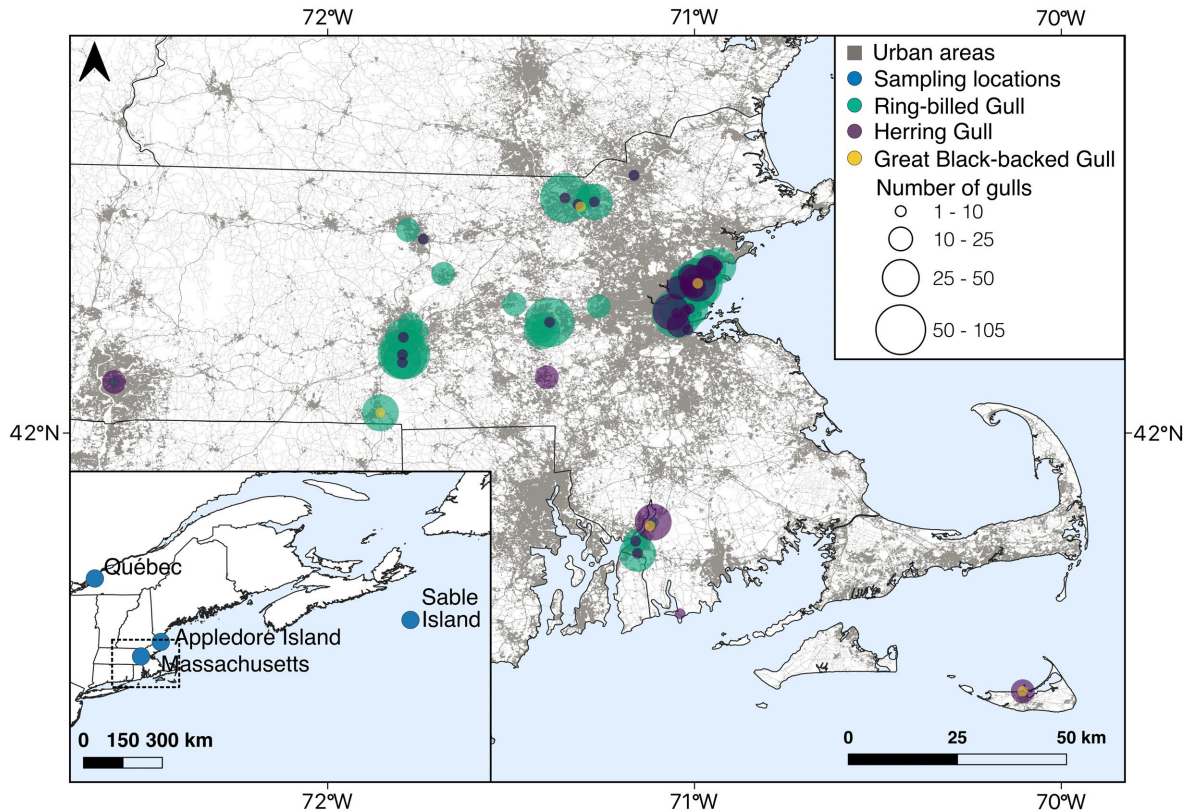 72°W 71°W 70°W
Urban areas
Sampling locations
Ring-billed Gull
Herring Gull
Great Black-backed Gull
Number of gulls
1 - 10
10 - 25
25 - 50
50 - 105
42°N 42°N
Québec
Sable
Island
Appledore Island
Massachusetts
0 150 300 km
0 25 50 km
72°W 71°W 70°W